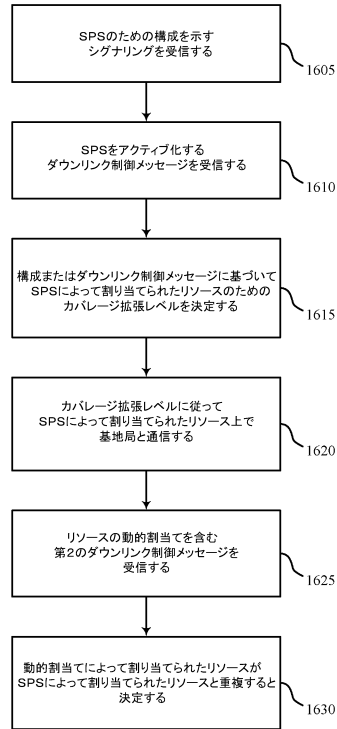 SPSのための構成を示す
シグナリングを受信する
1605
SPSをアクティブ化する
ダウンリンク制御メッセージを受信する
1610
構成またはダウンリンク制御メッセージに基づいて
SPSによって割り当てられたリソースのための
カバレージ拡張レベルを決定する
1615
カバレージ拡張レベルに従って
SPSによって割り当てられたリソース上で
基地局と通信する
1620
リソースの動的割当てを含む
第2のダウンリンク制御メッセージを
受信する
1625
動的割当てによって割り当てられたリソースが
SPSによって割り当てられたリソースと重複すると
決定する
1630